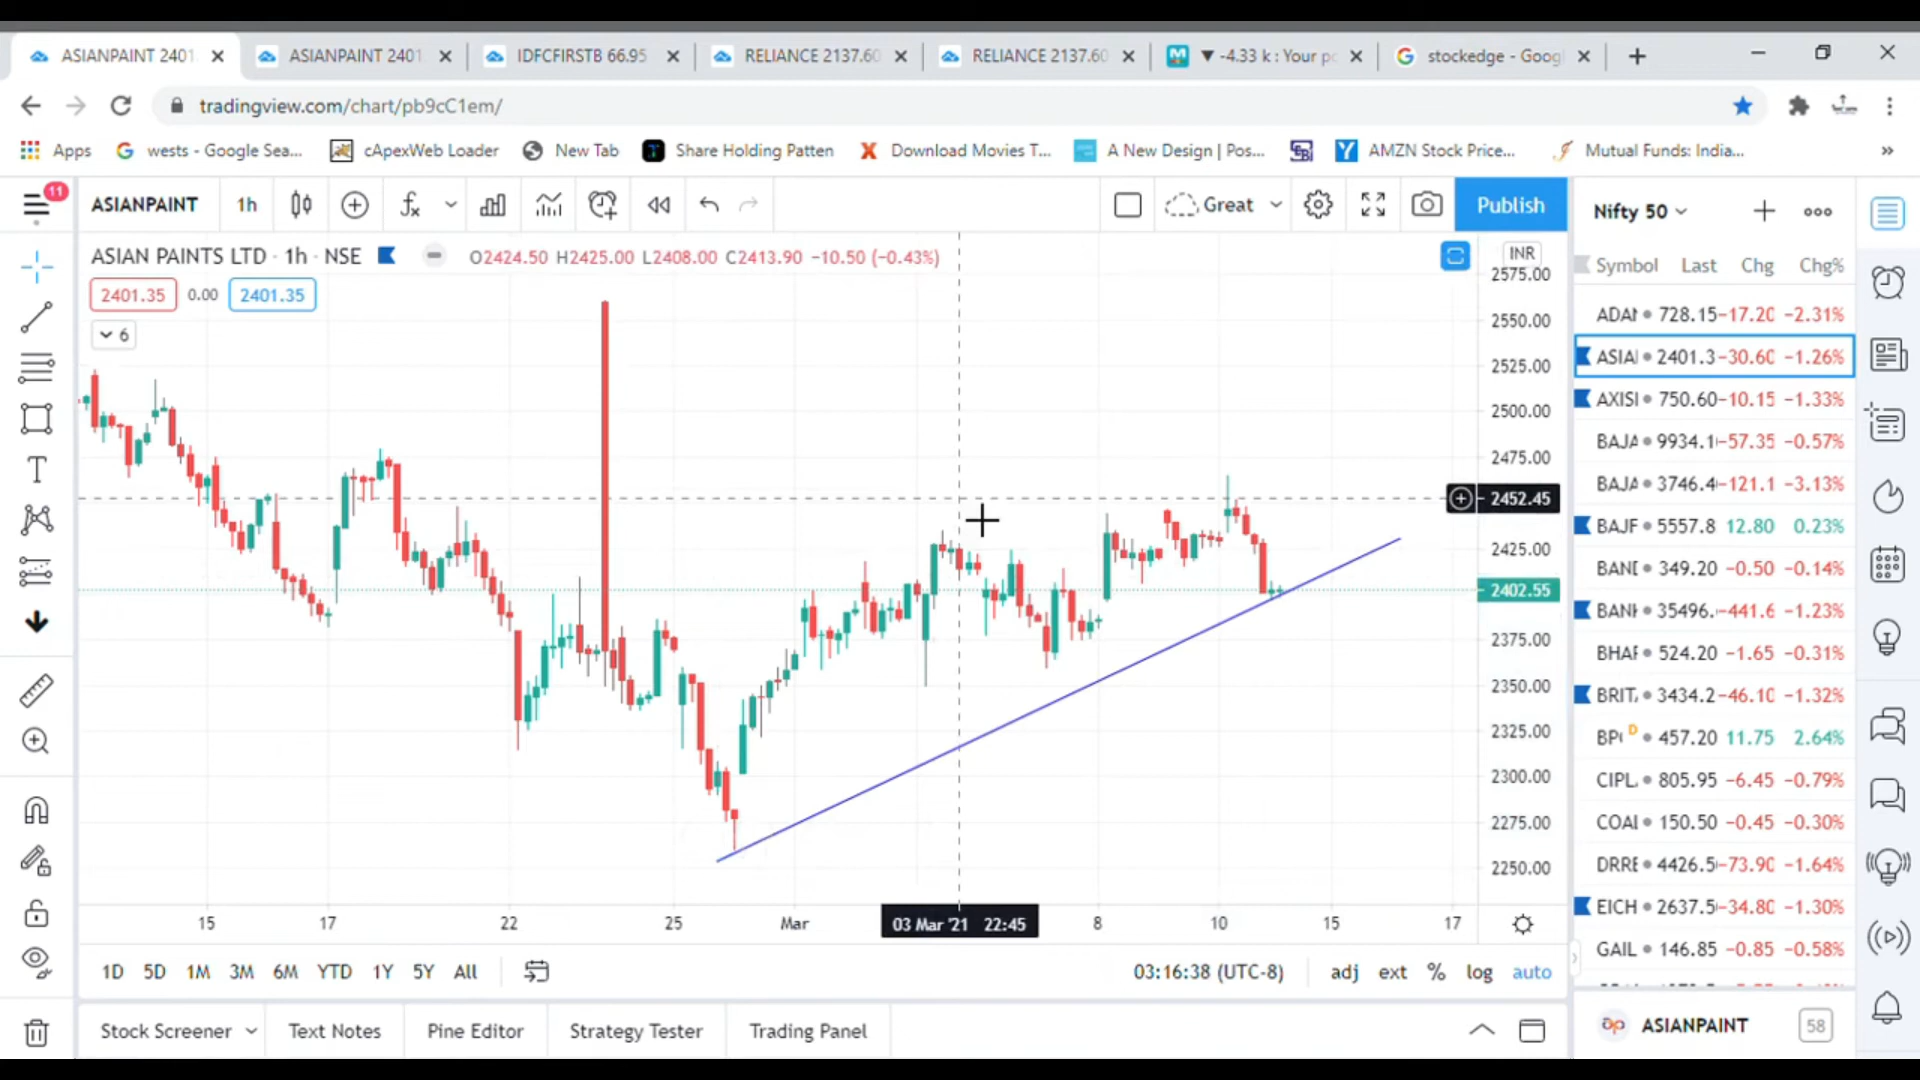 ASIANPAINT 2401
ASIANPAINT 2401
IDFCFIRSTB 66.95
RELIANCE 2137.60
RELIANCE 2137.60
▼ -4.33 k : Your po
stockedge - Googl
tradingview.com/chart/pb9cC1em/
Apps
wests - Google Sea...
cApexWeb Loader
New Tab
Share Holding Patten
Download Movies T...
A New Design | Pos...
AMZN Stock Price...
Mutual Funds: India...
»
11
ASIANPAINT
1h
Great
Publish
Nifty 50
ASIAN PAINTS LTD · 1h · NSE
O2424.50 H2425.00 L2408.00 C2413.90 −10.50 (−0.43%)
INR
2401.35
0.00
2401.35
6
Symbol Last Chg Chg%
2575.00
2550.00
2525.00
2500.00
2475.00
2452.45
2425.00
2402.55
2375.00
2350.00
2325.00
2300.00
2275.00
2250.00
728.15 −17.20 −2.31%
ASIA 2401.3 −30.60 −1.26%
AXISI 750.60 −10.15 −1.33%
BAJA 9934.1 −57.35 −0.57%
BAJA 3746.4 −121.1 −3.13%
BAJF 5557.8 12.80 0.23%
349.20 −0.50 −0.14%
35496. −441.6 −1.23%
524.20 −1.65 −0.31%
BRIT 3434.2 −46.10 −1.32%
D 457.20 11.75 2.64%
CIPL 805.95 −6.45 −0.79%
COAI 150.50 −0.45 −0.30%
DRRE 4426.5 −73.90 −1.64%
EICH 2637.5 −34.80 −1.30%
GAIL 146.85 −0.85 −0.58%
15
17
22
25
Mar
03 Mar '21 22:45
8
10
15
17
1D 5D 1M 3M 6M YTD 1Y 5Y All
03:16:38 (UTC-8)
adj ext % log auto
Stock Screener
Text Notes
Pine Editor
Strategy Tester
Trading Panel
ap
ASIANPAINT
58